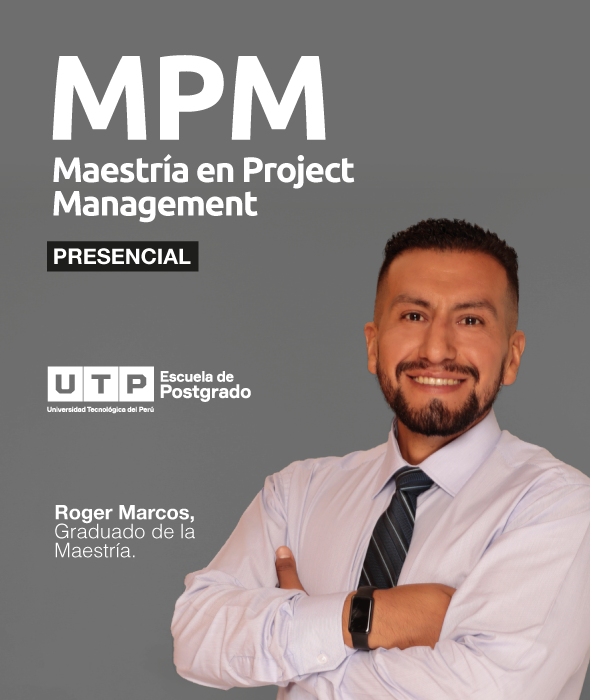 MPM
Maestría en Project
Management
PRESENCIAL
UTP
Universidad Tecnológica del Perú
Escuela de
Postgrado
Roger Marcos,
Graduado de la
Maestría.